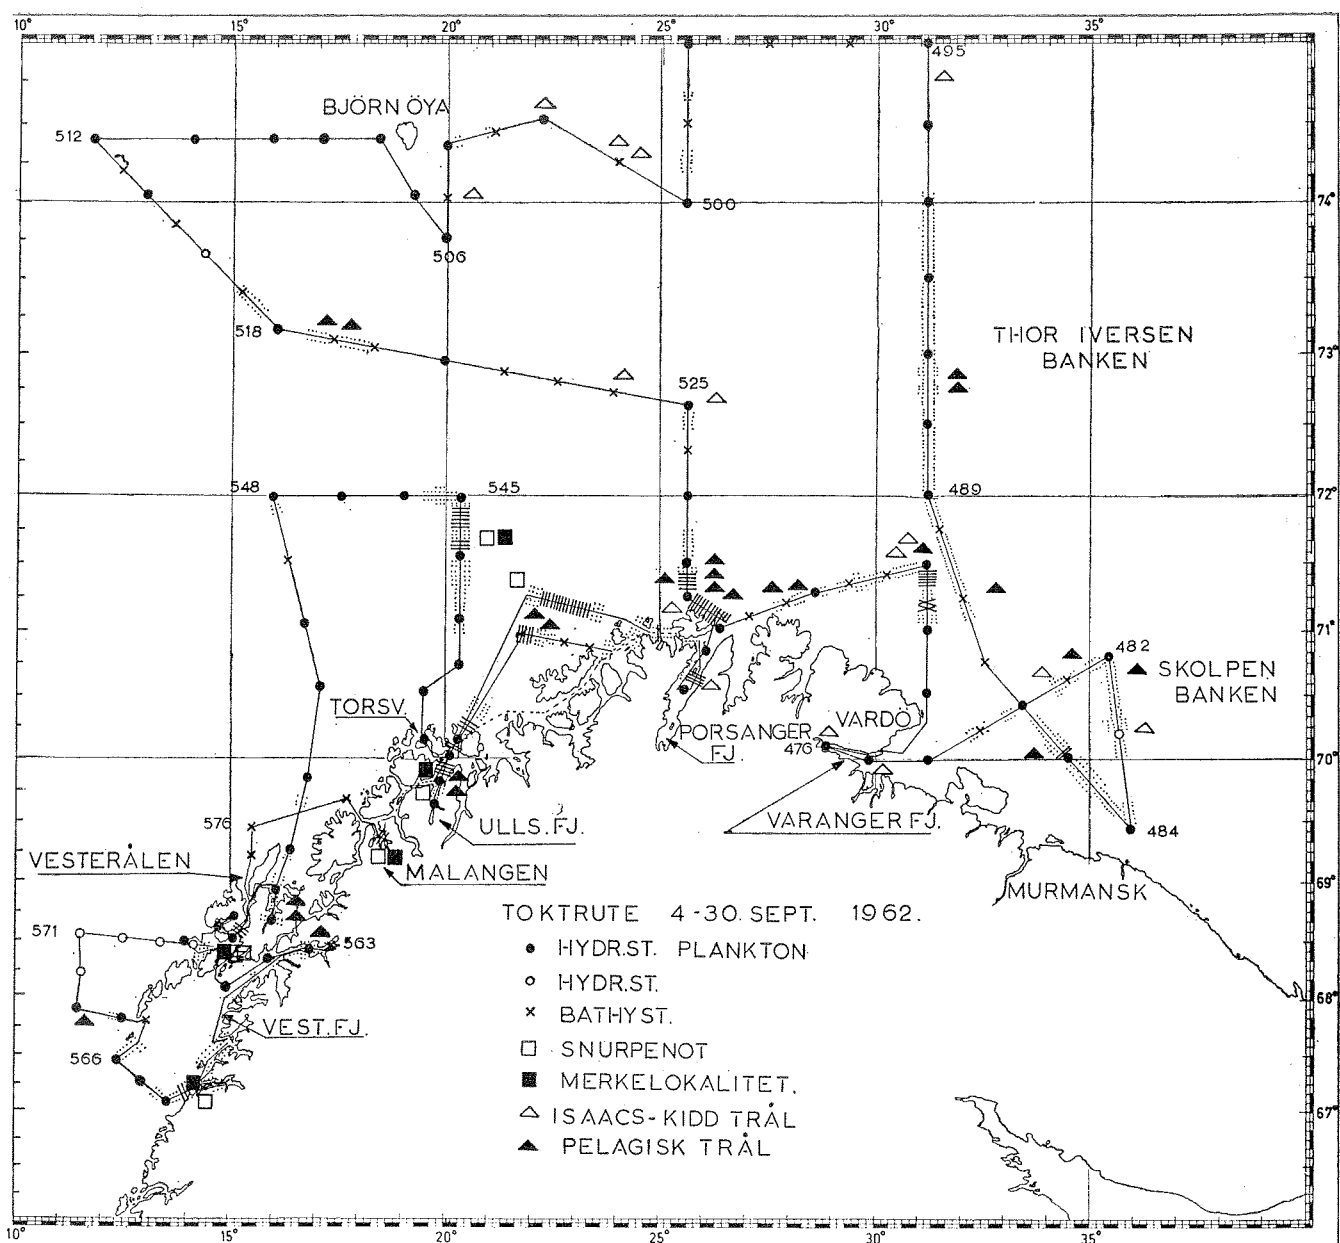 10° 15° 20° 25° 30° 35°
495
BJÖRN ÖYA
512
500
74°
506
518
THOR IVERSEN
BANKEN
73°
525
548
545
489
72°
71°
482
SKOLPEN
BANKEN
TORSV.
PORSANGER
FJ.
VARDÖ
476
70°
576
ULLS. FJ.
VARANGER FJ.
484
VESTERÅLEN
MALANGEN
MURMANSK
69°
TOKTRUTE 4-30. SEPT. 1962.
571
563
HYDR.ST. PLANKTON
HYDR.ST.
68°
VEST. FJ.
BATHYST.
566
SNURPENOT
MERKELOKALITET.
ISAACS-KIDD TRÅL
67°
PELAGISK TRÅL
10° 15° 20° 25° 30° 35°